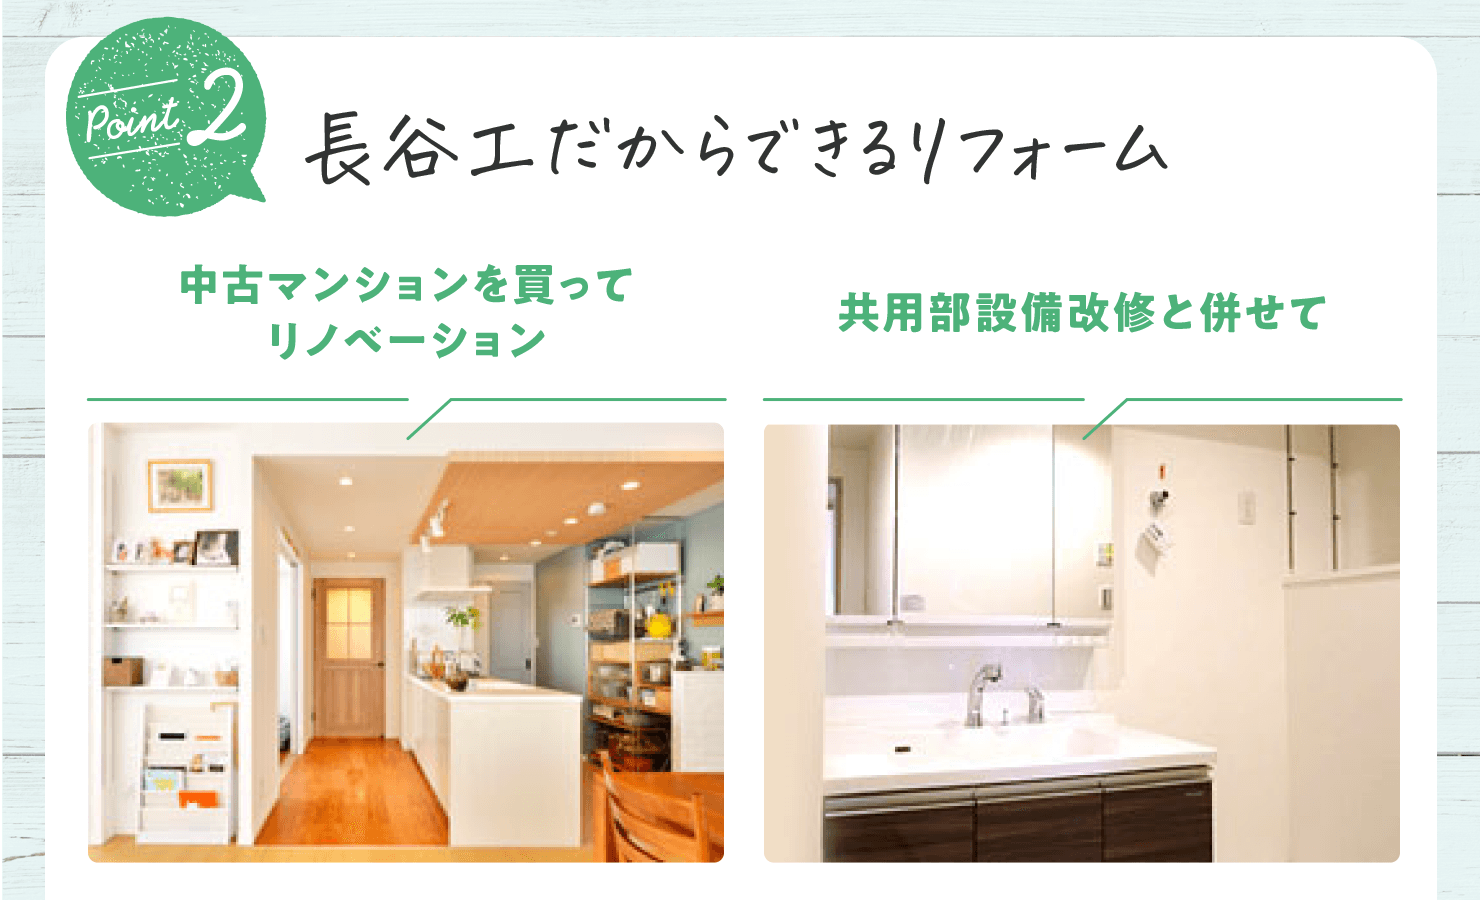 Point 2
長谷工だからできるリフォーム
中古マンションを買って
リノベーション
共用部設備改修と併せて